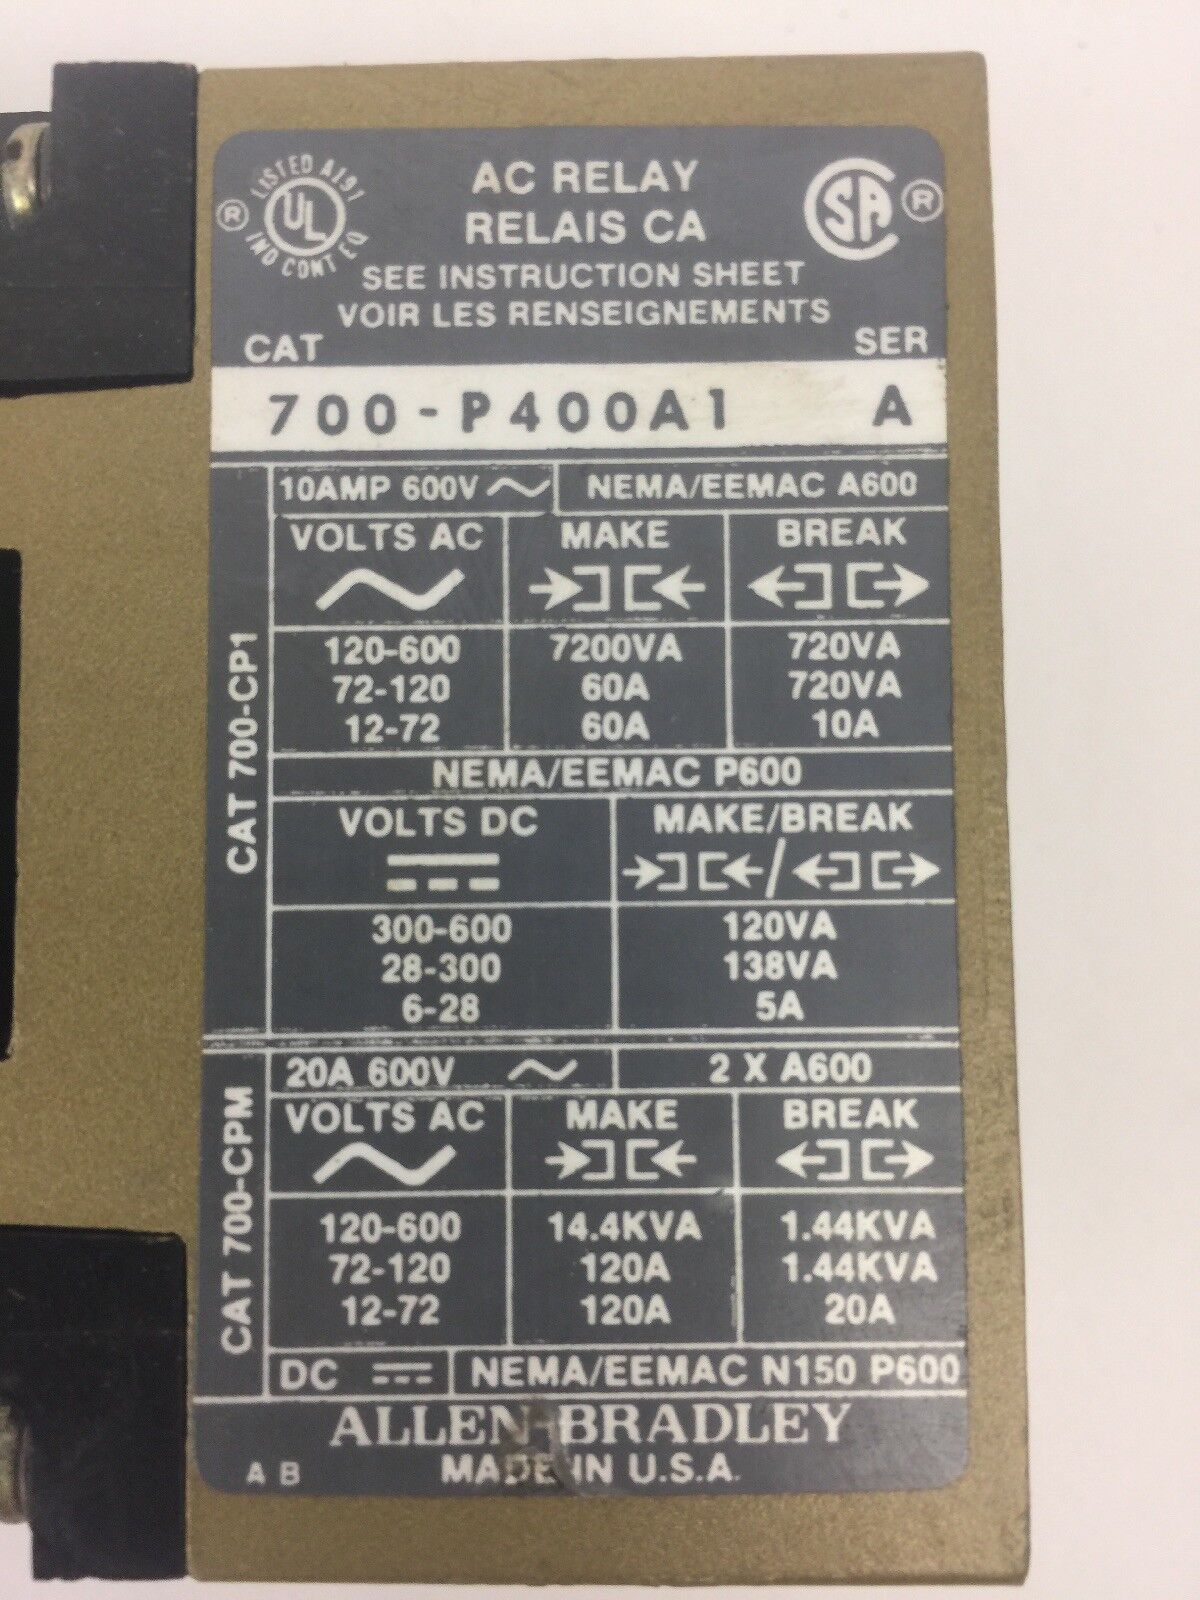 LISTED A191
® UL
IND CONT EQ
AC RELAY
RELAIS CA
SEE INSTRUCTION SHEET
VOIR LES RENSEIGNEMENTS
SA ®
CAT SER
700-P400A1 A
CAT 700-CP1
10AMP 600V NEMA/EEMAC A600
VOLTS AC MAKE BREAK
120-600 7200VA 720VA
72-120 60A 720VA
12-72 60A 10A
NEMA/EEMAC P600
VOLTS DC MAKE/BREAK
/
300-600 120VA
28-300 138VA
6-28 5A
CAT 700-CPM
20A 600V 2 X A600
VOLTS AC MAKE BREAK
120-600 14.4KVA 1.44KVA
72-120 120A 1.44KVA
12-72 120A 20A
DC NEMA/EEMAC N150 P600
ALLEN-BRADLEY
A B MADE IN U.S.A.